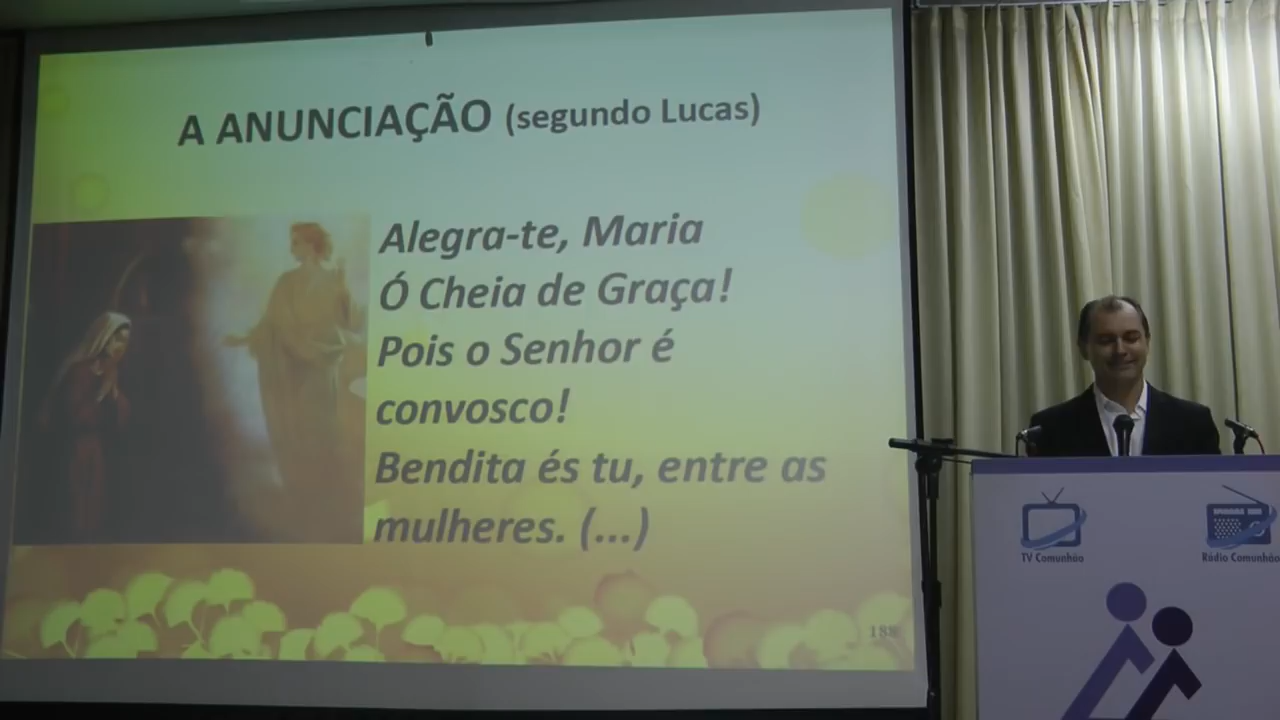 A ANUNCIAÇÃO (segundo Lucas)
Alegra-te, Maria
Ó Cheia de Graça!
Pois o Senhor é
convosco!
Bendita és tu, entre as
mulheres. (...)
188
TV Comunhão
Rádio Comunhão